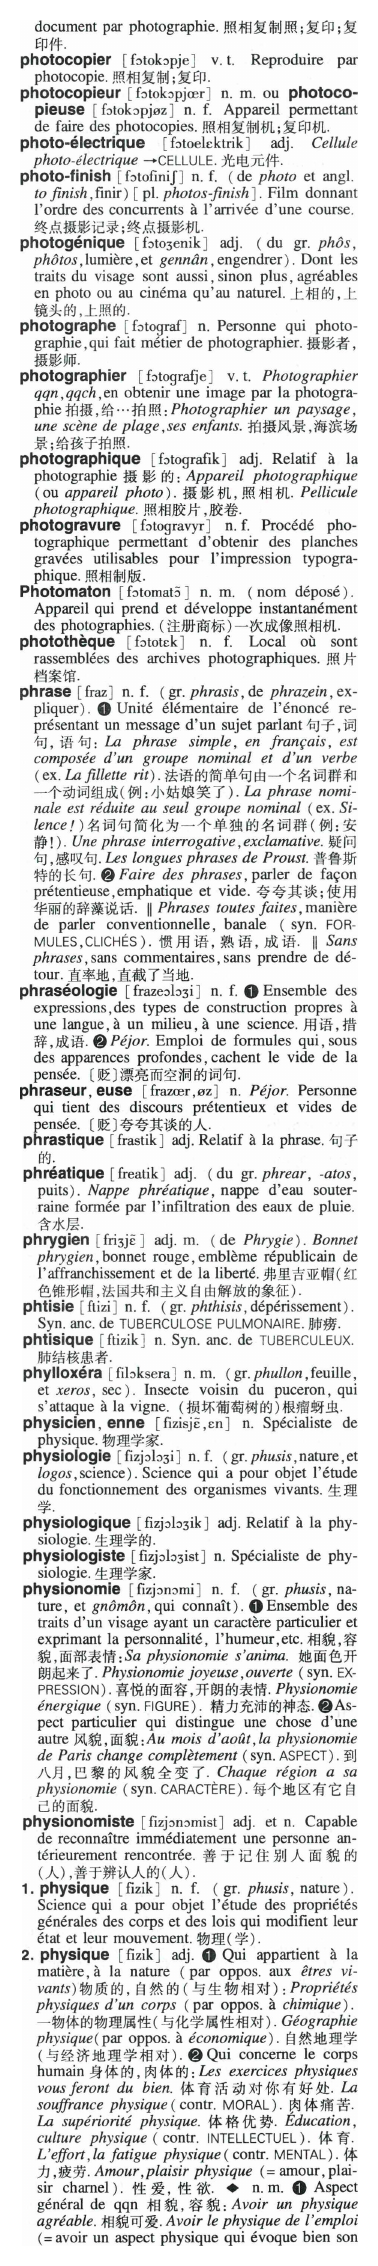 document par photographie. 照相复制照;复印;复
印件.
photocopier [fɔtokɔpje] v. t. Reproduire par
photocopie. 照相复制;复印.
photocopieur [fɔtokɔpjœr] n. m. ou photoco-
pieuse [fɔtokɔpjøz] n. f. Appareil permettant
de faire des photocopies. 照相复制机;复印机.
photo-électrique [fɔtoelɛktrik] adj. Cellule
photo-électrique →CELLULE. 光电元件.
photo-finish [fɔtofiniʃ] n. f. (de photo et angl.
to finish,finir) [pl. photos-finish]. Film donnant
l'ordre des concurrents à l'arrivée d'une course.
终点摄影记录;终点摄影机.
photogénique [fɔtoʒenik] adj. (du gr. phôs,
phôtos,lumière,et gennân,engendrer). Dont les
traits du visage sont aussi,sinon plus,agréables
en photo ou au cinéma qu'au naturel. 上相的,上
镜头的,上照的.
photographe [fɔtograf] n. Personne qui photo-
graphie,qui fait métier de photographier. 摄影者,
摄影师.
photographier [fɔtografje] v. t. Photographier
qqn,qqch,en obtenir une image par la photogra-
phie 拍摄,给…拍照:Photographier un paysage,
une scène de plage,ses enfants. 拍摄风景,海滨场
景;给孩子拍照.
photographique [fɔtografik] adj. Relatif à la
photographie 摄影的: Appareil photographique
(ou appareil photo). 摄影机,照相机. Pellicule
photographique. 照相胶片,胶卷.
photogravure [fɔtogravyr] n. f. Procédé pho-
tographique permettant d'obtenir des planches
gravées utilisables pour l'impression typogra-
phique. 照相制版.
Photomaton [fɔtomatɔ̃] n. m. (nom déposé).
Appareil qui prend et développe instantanément
des photographies. (注册商标)一次成像照相机.
photothèque [fɔtotɛk] n. f. Local où sont
rassemblées des archives photographiques. 照片
档案馆.
phrase [fraz] n. f. (gr. phrasis, de phrazein, ex-
pliquer). ❶ Unité élémentaire de l'énoncé re-
présentant un message d'un sujet parlant 句子,词
句,语句: La phrase simple, en français, est
composée d'un groupe nominal et d'un verbe
(ex. La fillette rit). 法语的简单句由一个名词群和
一个动词组成(例:小姑娘笑了). La phrase nomi-
nale est réduite au seul groupe nominal (ex. Si-
lence!)名词句简化为一个单独的名词群(例:安
静!). Une phrase interrogative,exclamative. 疑问
句,感叹句. Les longues phrases de Proust. 普鲁斯
特的长句. ❷ Faire des phrases, parler de façon
prétentieuse,emphatique et vide. 夸夸其谈;使用
华丽的辞藻说话. ‖ Phrases toutes faites,manière
de parler conventionnelle, banale (syn. FOR-
MULES,CLICHÉS). 惯用语,熟语,成语. ‖ Sans
phrases,sans commentaires,sans prendre de dé-
tour. 直率地,直截了当地.
phraséologie [frazeɔlɔʒi] n. f. ❶ Ensemble des
expressions,des types de construction propres à
une langue,à un milieu,à une science. 用语,措
辞,成语. ❷ Péjor. Emploi de formules qui,sous
des apparences profondes,cachent le vide de la
pensée. 〔贬〕漂亮而空洞的词句.
phraseur, euse [frazœr,øz] n. Péjor. Personne
qui tient des discours prétentieux et vides de
pensée. 〔贬〕夸夸其谈的人.
phrastique [frastik] adj. Relatif à la phrase. 句子
的.
phréatique [freatik] adj. (du gr. phrear, -atos,
puits). Nappe phréatique, nappe d'eau souter-
raine formée par l'infiltration des eaux de pluie.
含水层.
phrygien [friʒjɛ̃] adj. m. (de Phrygie). Bonnet
phrygien,bonnet rouge,emblème républicain de
l'affranchissement et de la liberté. 弗里吉亚帽(红
色锥形帽,法国共和主义自由解放的象征).
phtisie [ftizi] n. f. (gr. phthisis,dépérissement).
Syn. anc. de TUBERCULOSE PULMONAIRE. 肺痨.
phtisique [ftizik] n. Syn. anc. de TUBERCULEUX.
肺结核患者.
phylloxéra [filɔksera] n. m. (gr. phullon,feuille,
et xeros, sec). Insecte voisin du puceron, qui
s'attaque à la vigne. (损坏葡萄树的)根瘤蚜虫.
physicien, enne [fizisjɛ̃,ɛn] n. Spécialiste de
physique. 物理学家.
physiologie [fizjɔlɔʒi] n. f. (gr. phusis,nature,et
logos,science). Science qui a pour objet l'étude
du fonctionnement des organismes vivants. 生理
学.
physiologique [fizjɔlɔʒik] adj. Relatif à la phy-
siologie. 生理学的.
physiologiste [fizjɔlɔʒist] n. Spécialiste de phy-
siologie. 生理学家.
physionomie [fizjɔnɔmi] n. f. (gr. phusis, na-
ture, et gnômôn, qui connaît). ❶ Ensemble des
traits d'un visage ayant un caractère particulier et
exprimant la personnalité, l'humeur,etc. 相貌,容
貌,面部表情:Sa physionomie s'anima. 她面色开
朗起来了. Physionomie joyeuse,ouverte (syn. EX-
PRESSION). 喜悦的面容,开朗的表情. Physionomie
énergique (syn. FIGURE). 精力充沛的神态. ❷ As-
pect particulier qui distingue une chose d'une
autre 风貌,面貌:Au mois d'août,la physionomie
de Paris change complètement (syn. ASPECT). 到
八月,巴黎的风貌全变了. Chaque région a sa
physionomie (syn. CARACTÈRE). 每个地区有它自
己的面貌.
physionomiste [fizjɔnɔmist] adj. et n. Capable
de reconnaître immédiatement une personne an-
térieurement rencontrée. 善于记住别人面貌的
(人),善于辨认人的(人).
1. physique [fizik] n. f. (gr. phusis, nature).
Science qui a pour objet l'étude des propriétés
générales des corps et des lois qui modifient leur
état et leur mouvement. 物理(学).
2. physique [fizik] adj. ❶ Qui appartient à la
matière,à la nature (par oppos. aux êtres vi-
vants)物质的,自然的(与生物相对):Propriétés
physiques d'un corps (par oppos. à chimique).
一物体的物理属性(与化学属性相对). Géographie
physique(par oppos. à économique). 自然地理学
(与经济地理学相对). ❷ Qui concerne le corps
humain 身体的,肉体的:Les exercices physiques
vous feront du bien. 体育活动对你有好处. La
souffrance physique(contr. MORAL). 肉体痛苦.
La supériorité physique. 体格优势. Éducation,
culture physique (contr. INTELLECTUEL). 体育.
L'effort,la fatigue physique(contr. MENTAL). 体
力,疲劳. Amour,plaisir physique (=amour,plai-
sir charnel). 性爱,性欲. ◆ n. m. ❶ Aspect
général de qqn 相貌,容貌:Avoir un physique
agréable. 相貌可爱. Avoir le physique de l'emploi
(=avoir un aspect physique qui évoque bien son